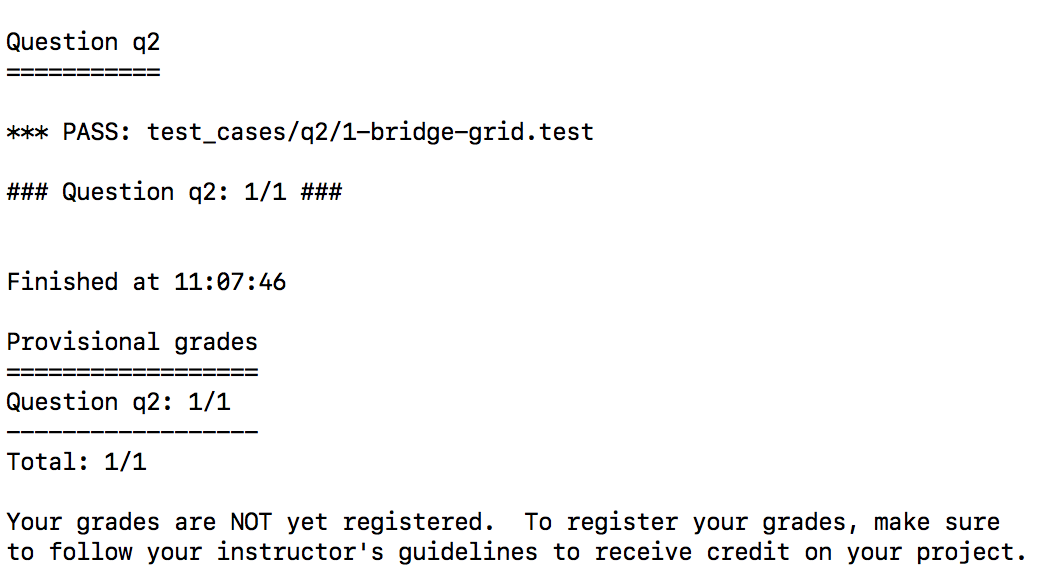 Question q2
===========
*** PASS: test_cases/q2/1-bridge-grid.test
### Question q2: 1/1 ###
Finished at 11:07:46
Provisional grades
==================
Question q2: 1/1
------------------
Total: 1/1
Your grades are NOT yet registered.  To register your grades, make sure
to follow your instructor's guidelines to receive credit on your project.